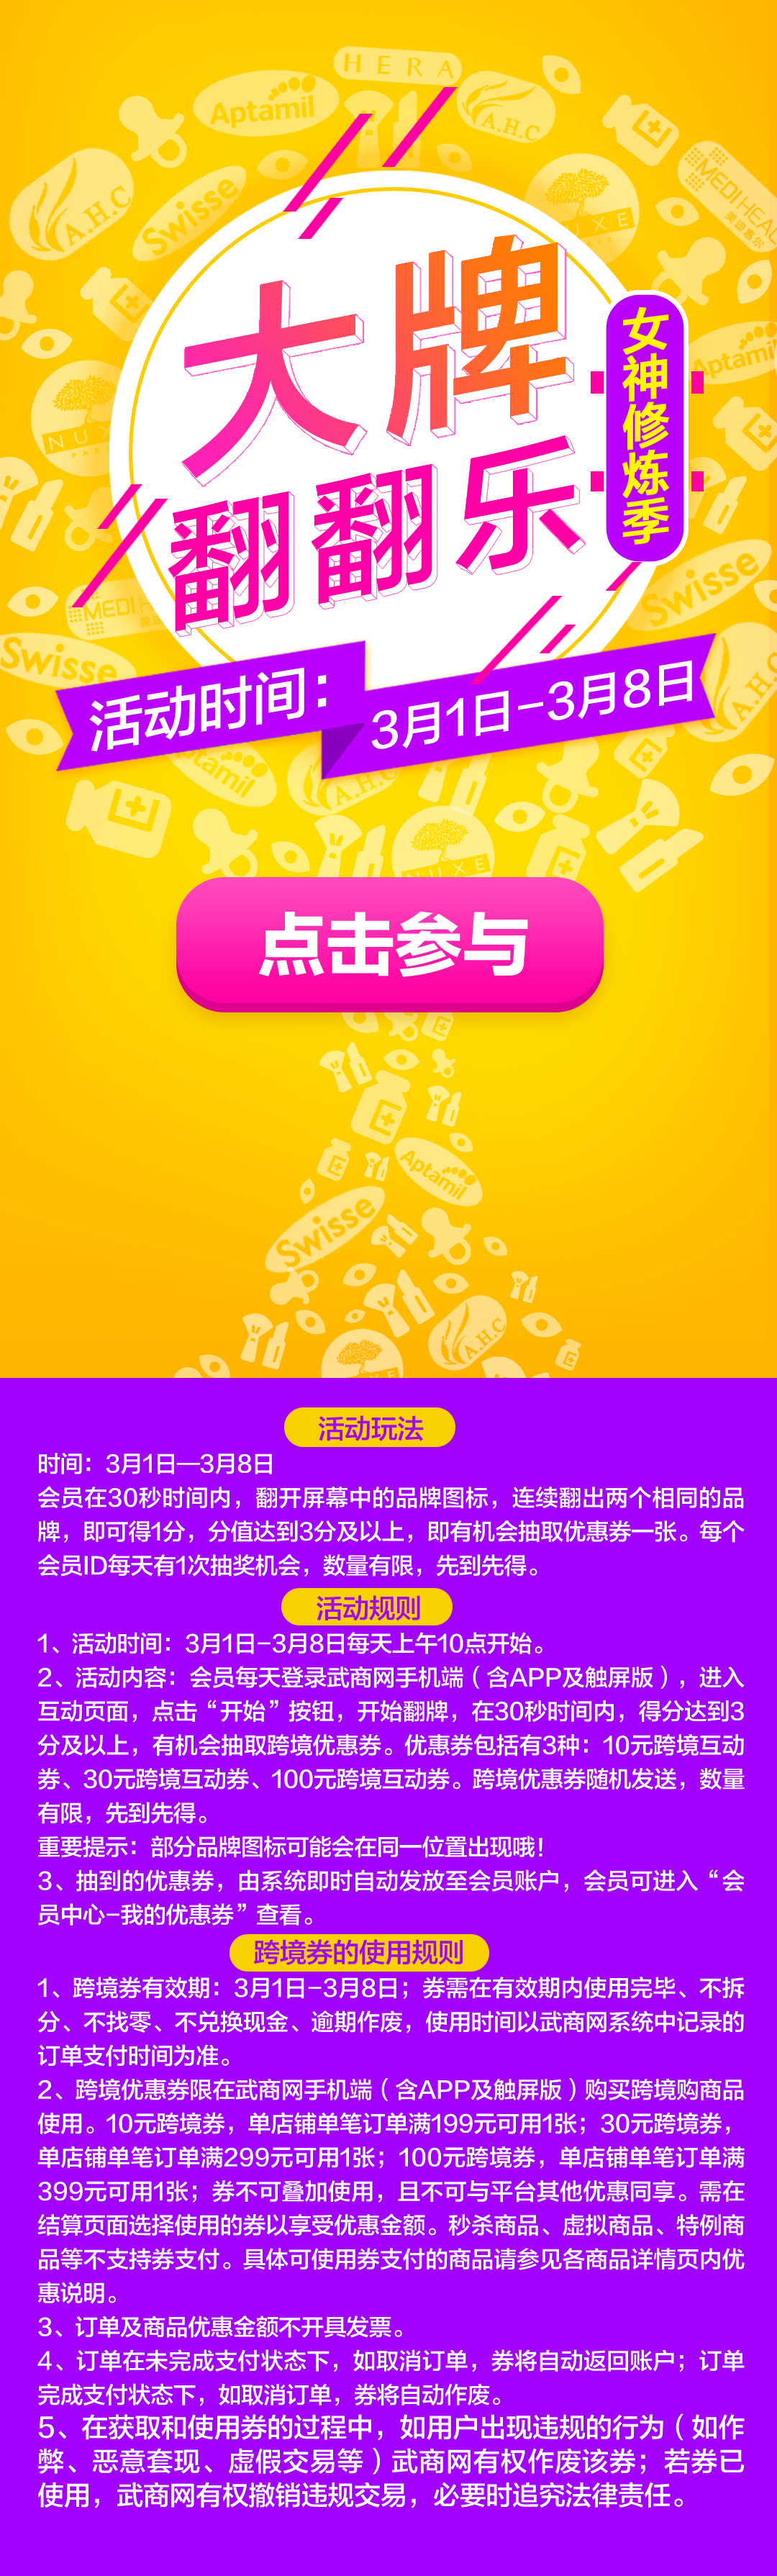 HERA
Aptamil
A.H.C
A.H.C
Swisse
NUXE
MEDIHEAL
美迪惠尔
大牌
翻翻乐
女神修炼季
Aptamil
NUXE
PARIS
MEDIH
Swisse
Swisse
A.H.C
活动时间：
3月1日-3月8日
Aptamil
A.H.C
NUXE
点击参与
Aptamil
Swisse
A.H.C
NUXE
活动玩法
时间：3月1日—3月8日
会员在30秒时间内，翻开屏幕中的品牌图标，连续翻出两个相同的品
牌，即可得1分，分值达到3分及以上，即有机会抽取优惠券一张。每个
会员ID每天有1次抽奖机会，数量有限，先到先得。
活动规则
1、活动时间：3月1日-3月8日每天上午10点开始。
2、活动内容：会员每天登录武商网手机端（含APP及触屏版），进入
互动页面，点击“开始”按钮，开始翻牌，在30秒时间内，得分达到3
分及以上，有机会抽取跨境优惠券。优惠券包括有3种：10元跨境互动
券、30元跨境互动券、100元跨境互动券。跨境优惠券随机发送，数量
有限，先到先得。
重要提示：部分品牌图标可能会在同一位置出现哦！
3、抽到的优惠券，由系统即时自动发放至会员账户，会员可进入“会
员中心-我的优惠券”查看。
跨境券的使用规则
1、跨境券有效期：3月1日-3月8日；券需在有效期内使用完毕、不拆
分、不找零、不兑换现金、逾期作废，使用时间以武商网系统中记录的
订单支付时间为准。
2、跨境优惠券限在武商网手机端（含APP及触屏版）购买跨境购商品
使用。10元跨境券，单店铺单笔订单满199元可用1张；30元跨境券，
单店铺单笔订单满299元可用1张；100元跨境券，单店铺单笔订单满
399元可用1张；券不可叠加使用，且不可与平台其他优惠同享。需在
结算页面选择使用的券以享受优惠金额。秒杀商品、虚拟商品、特例商
品等不支持券支付。具体可使用券支付的商品请参见各商品详情页内优
惠说明。
3、订单及商品优惠金额不开具发票。
4、订单在未完成支付状态下，如取消订单，券将自动返回账户；订单
完成支付状态下，如取消订单，券将自动作废。
5、在获取和使用券的过程中，如用户出现违规的行为（如作
弊、恶意套现、虚假交易等）武商网有权作废该券；若券已
使用，武商网有权撤销违规交易，必要时追究法律责任。